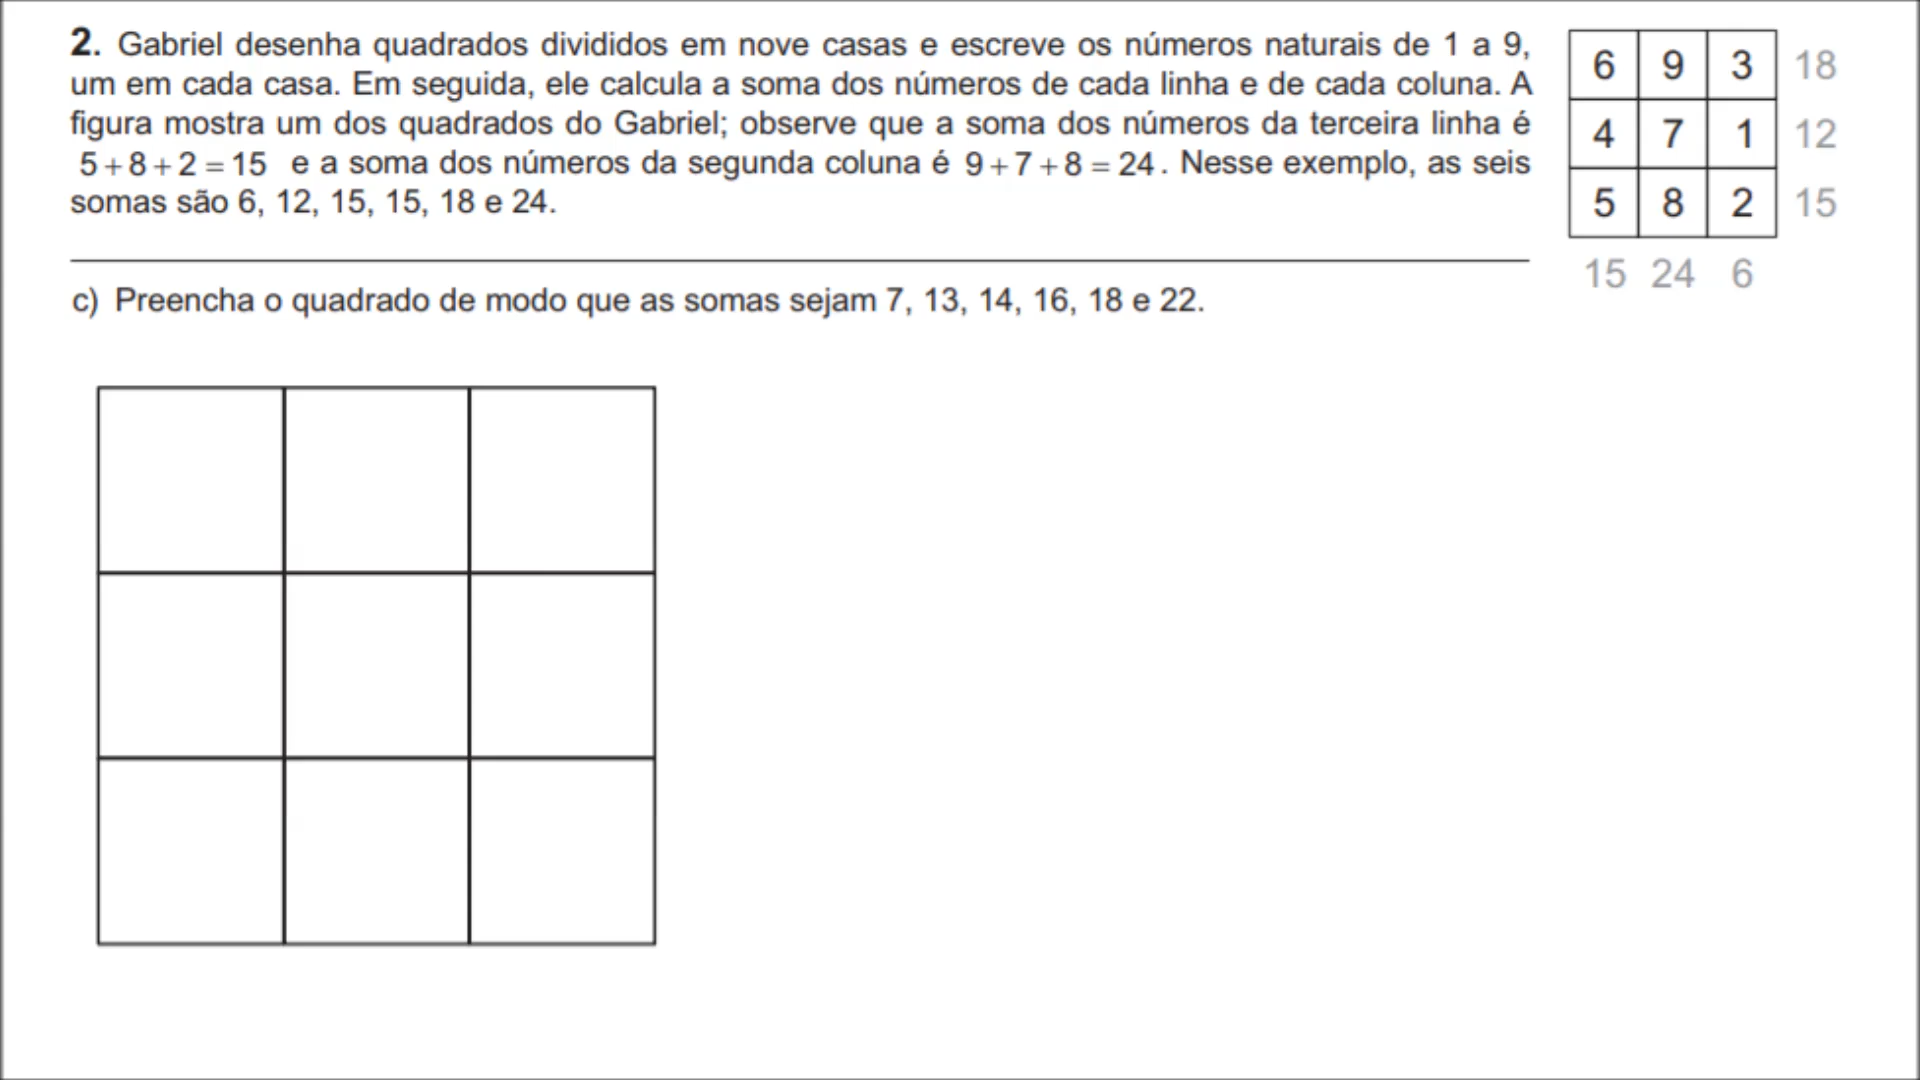 2. Gabriel desenha quadrados divididos em nove casas e escreve os números naturais de 1 a 9,
um em cada casa. Em seguida, ele calcula a soma dos números de cada linha e de cada coluna. A
figura mostra um dos quadrados do Gabriel; observe que a soma dos números da terceira linha é
5 + 8 + 2 = 15 e a soma dos números da segunda coluna é 9 + 7 + 8 = 24. Nesse exemplo, as seis
somas são 6, 12, 15, 15, 18 e 24.
6 9 3 18
4 7 1 12
5 8 2 15
15 24 6
c) Preencha o quadrado de modo que as somas sejam 7, 13, 14, 16, 18 e 22.